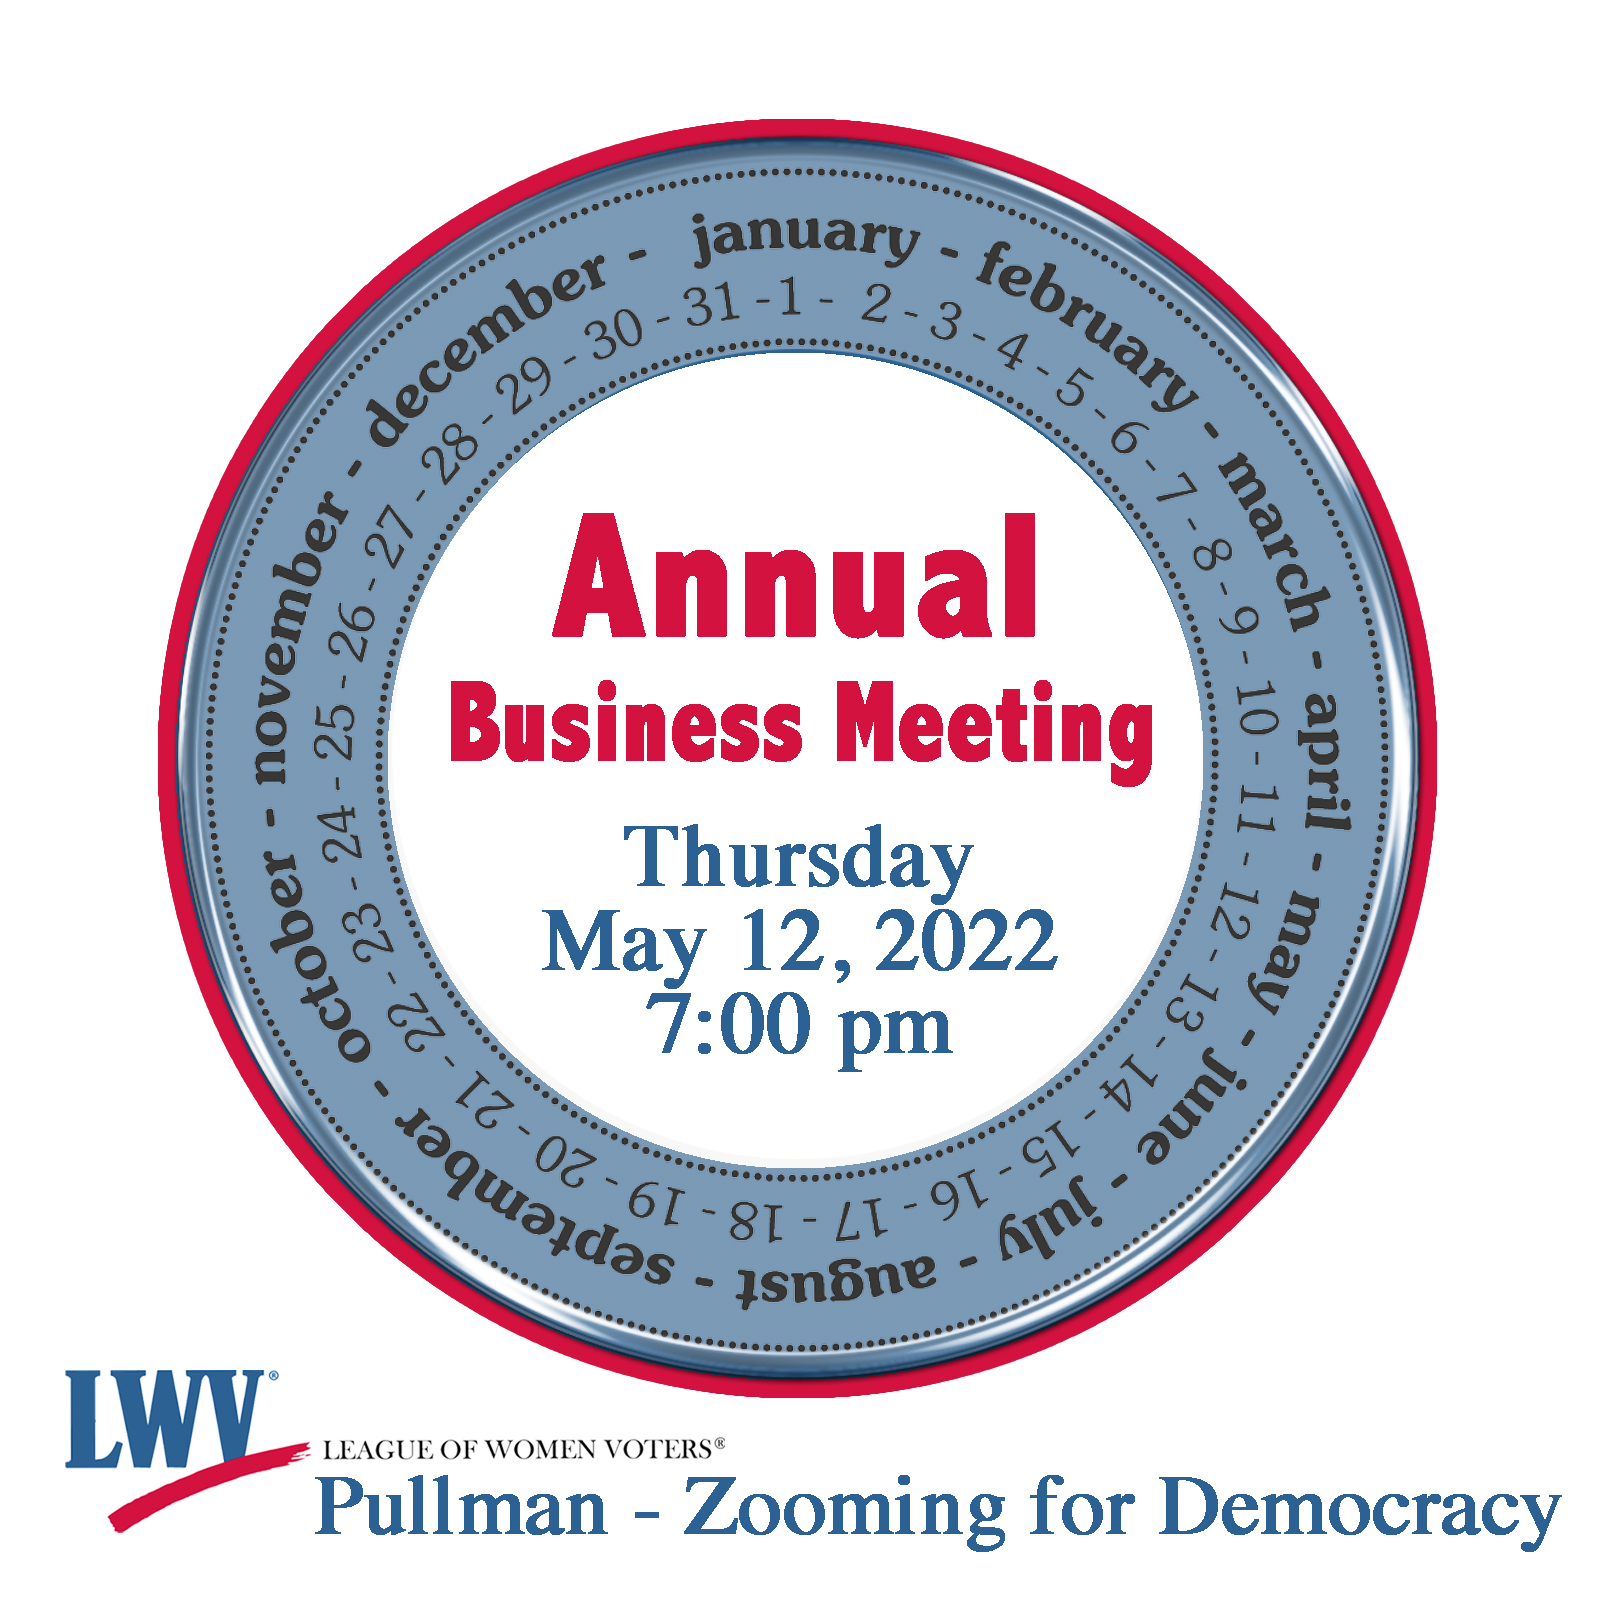 january - february - march - april - may - june - july - august - september - october - november - december -
1 - 2 - 3 - 4 - 5 - 6 - 7 - 8 - 9 - 10 - 11 - 12 - 13 - 14 - 15 - 16 - 17 - 18 - 19 - 20 - 21 - 22 - 23 - 24 - 25 - 26 - 27 - 28 - 29 - 30 - 31 -
Annual
Business Meeting
Thursday
May 12, 2022
7:00 pm
LWV®
LEAGUE OF WOMEN VOTERS®
Pullman - Zooming for Democracy